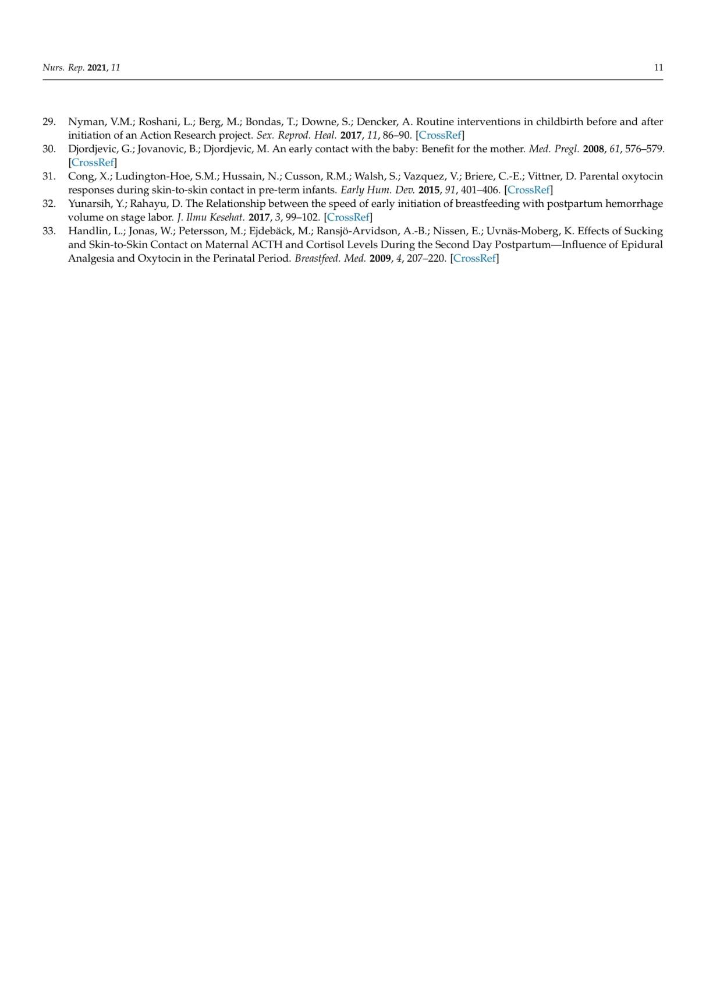 Nurs. Rep. 2021, 11 11
29. Nyman, V.M.; Roshani, L.; Berg, M.; Bondas, T.; Downe, S.; Dencker, A. Routine interventions in childbirth before and after
initiation of an Action Research project. Sex. Reprod. Heal. 2017, 11, 86–90. [CrossRef]
30. Djordjevic, G.; Jovanovic, B.; Djordjevic, M. An early contact with the baby: Benefit for the mother. Med. Pregl. 2008, 61, 576–579.
[CrossRef]
31. Cong, X.; Ludington-Hoe, S.M.; Hussain, N.; Cusson, R.M.; Walsh, S.; Vazquez, V.; Briere, C.-E.; Vittner, D. Parental oxytocin
responses during skin-to-skin contact in pre-term infants. Early Hum. Dev. 2015, 91, 401–406. [CrossRef]
32. Yunarsih, Y.; Rahayu, D. The Relationship between the speed of early initiation of breastfeeding with postpartum hemorrhage
volume on stage labor. J. Ilmu Kesehat. 2017, 3, 99–102. [CrossRef]
33. Handlin, L.; Jonas, W.; Petersson, M.; Ejdebäck, M.; Ransjö-Arvidson, A.-B.; Nissen, E.; Uvnäs-Moberg, K. Effects of Sucking
and Skin-to-Skin Contact on Maternal ACTH and Cortisol Levels During the Second Day Postpartum—Influence of Epidural
Analgesia and Oxytocin in the Perinatal Period. Breastfeed. Med. 2009, 4, 207–220. [CrossRef]